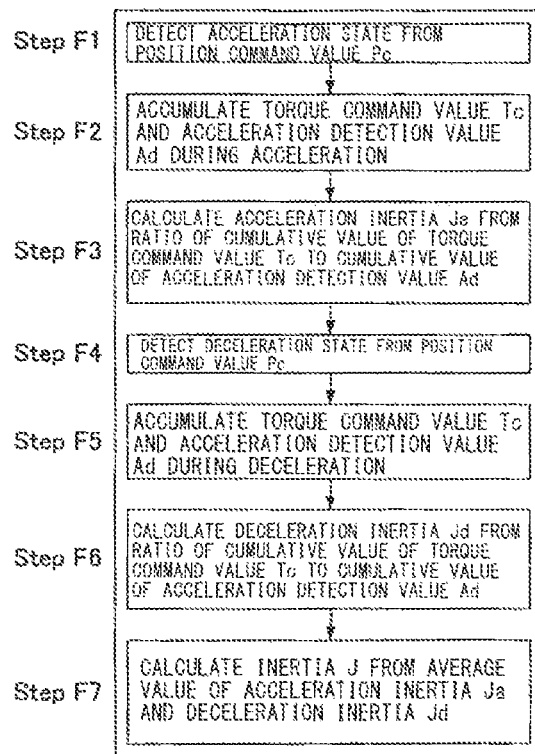 Step F1
DETECT ACCELERATION STATE FROM
POSITION COMMAND VALUE Pc
Step F2
ACCUMULATE TORQUE COMMAND VALUE Tc
AND ACCELERATION DETECTION VALUE
Ad DURING ACCELERATION
Step F3
CALCULATE ACCELERATION INERTIA Ja FROM
RATIO OF CUMULATIVE VALUE OF TORQUE
COMMAND VALUE Tc TO CUMULATIVE VALUE
OF ACCELERATION DETECTION VALUE Ad
Step F4
DETECT DECELERATION STATE FROM POSITION
COMMAND VALUE Pc
Step F5
ACCUMULATE TORQUE COMMAND VALUE Tc
AND ACCELERATION DETECTION VALUE
Ad DURING DECELERATION
Step F6
CALCULATE DECELERATION INERTIA Jd FROM
RATIO OF CUMULATIVE VALUE OF TORQUE
COMMAND VALUE Tc TO CUMULATIVE VALUE
OF ACCELERATION DETECTION VALUE Ad
Step F7
CALCULATE INERTIA J FROM AVERAGE
VALUE OF ACCELERATION INERTIA Ja
AND DECELERATION INERTIA Jd